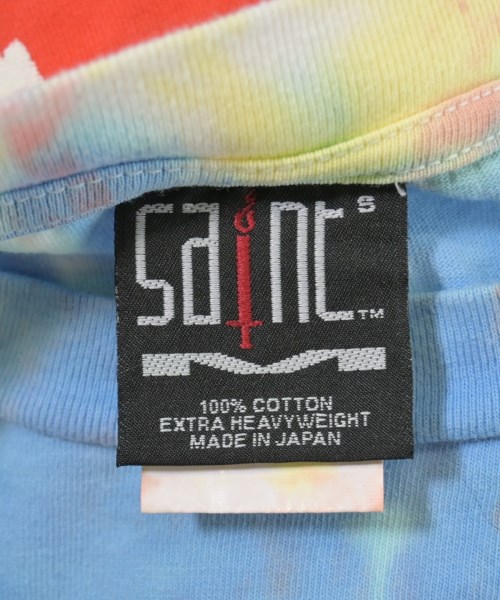 Saint S
TM
100% COTTON
EXTRA HEAVYWEIGHT
MADE IN JAPAN